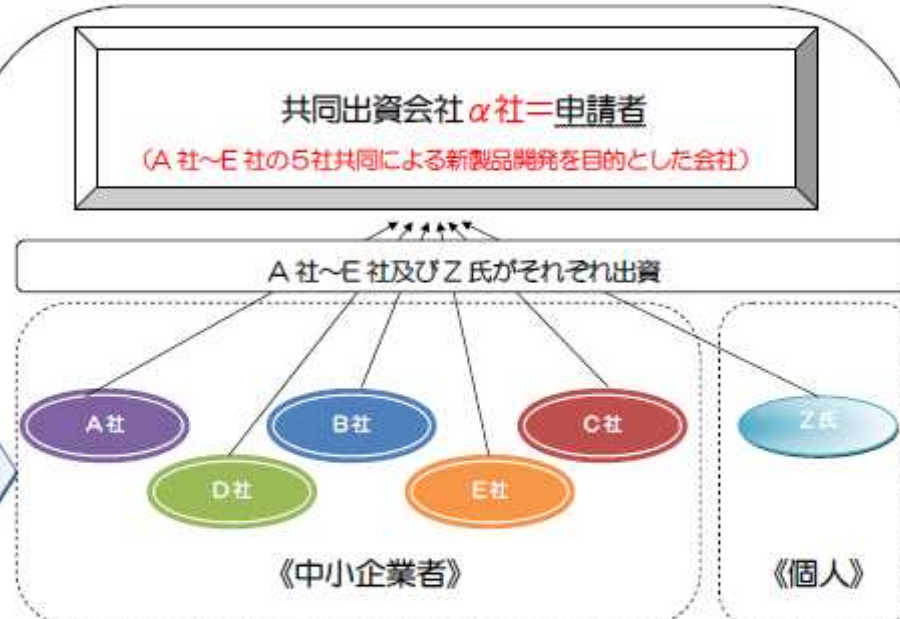 共同出資会社α社=申請者
(A社~E社の5社共同による新製品開発を目的とした会社)
A社~E社及びZ氏がそれぞれ出資
A社
B社
C社
Z氏
D社
E社
《中小企業者》
《個人》